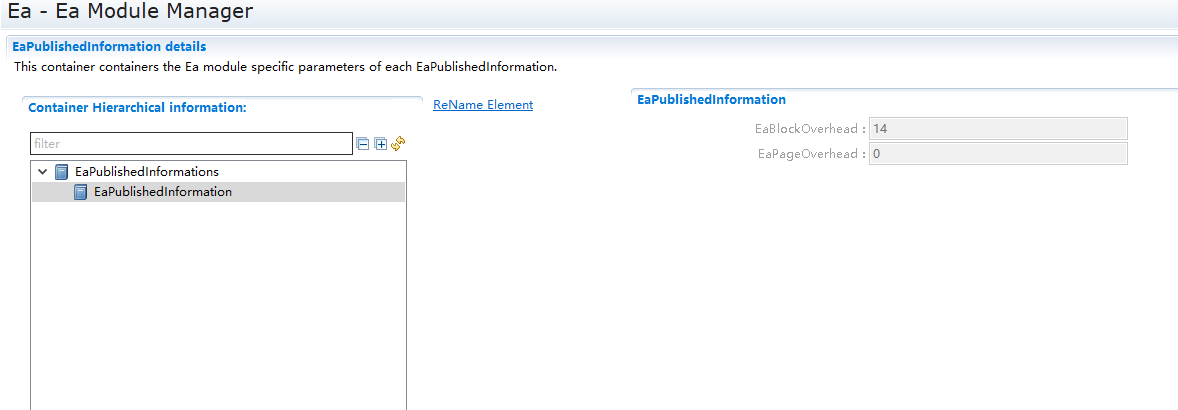 Ea - Ea Module Manager
EaPublishedInformation details
This container containers the Ea module specific parameters of each EaPublishedInformation.
Container Hierarchical information:
ReName Element
filter
EaPublishedInformations
EaPublishedInformation
EaPublishedInformation
EaBlockOverhead : 14
EaPageOverhead : 0